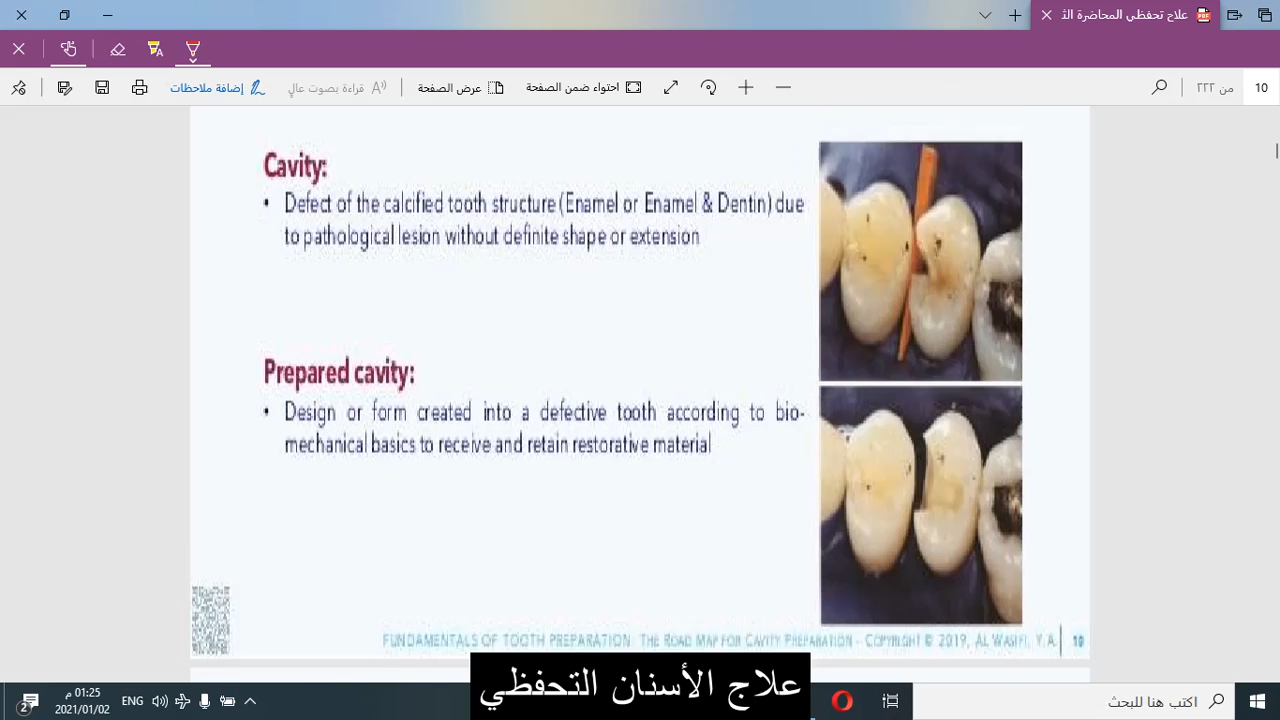 علاج تحفظي المحاضرة الث
10
من ٢٢٢
احتواء ضمن الصفحة
عرض الصفحة
قراءة بصوت عالٍ
إضافة ملاحظات
Cavity:
• Defect of the calcified tooth structure (Enamel or Enamel & Dentin) due
to pathological lesion without definite shape or extension
Prepared cavity:
• Design or form created into a defective tooth according to bio-
mechanical basics to receive and retain restorative material
FUNDAMENTALS OF TOOTH PREPARATION THE ROAD MAP FOR CAVITY PREPARATION - COPYRIGHT © 2019, AL WASIFI, Y. A. 10
علاج الأسنان التحفظي
اكتب هنا للبحث
ENG
01:25 م
2021/01/02
2